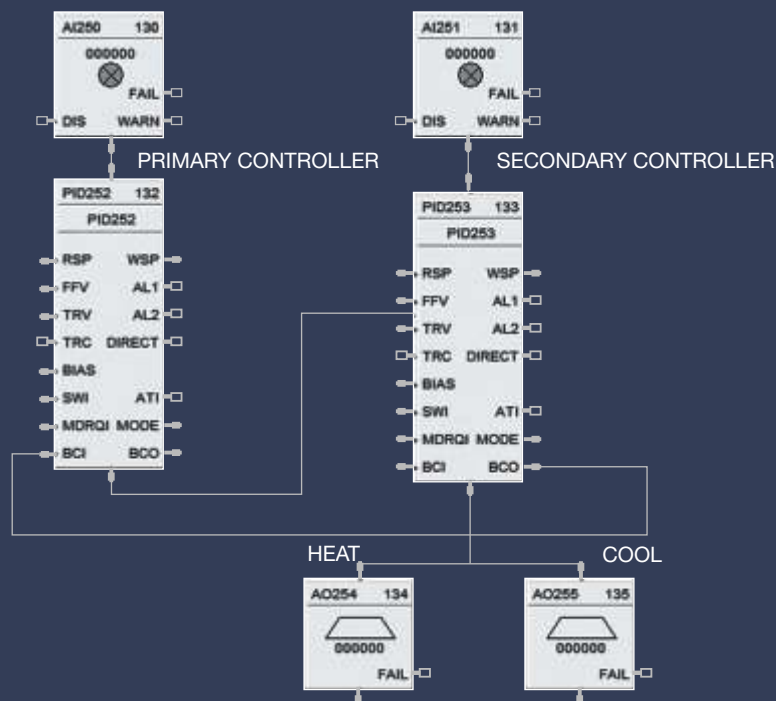 AI250 130
000000
FAIL
DIS WARN
AI251 131
000000
FAIL
DIS WARN
PRIMARY CONTROLLER
SECONDARY CONTROLLER
PID252 132
PID252
RSP WSP
FFV AL1
TRV AL2
TRC DIRECT
BIAS
SWI ATI
MDRQI MODE
BCI BCO
PID253 133
PID253
RSP WSP
FFV AL1
TRV AL2
TRC DIRECT
BIAS
SWI ATI
MDRQI MODE
BCI BCO
HEAT
COOL
AO254 134
000000
FAIL
AO255 135
000000
FAIL